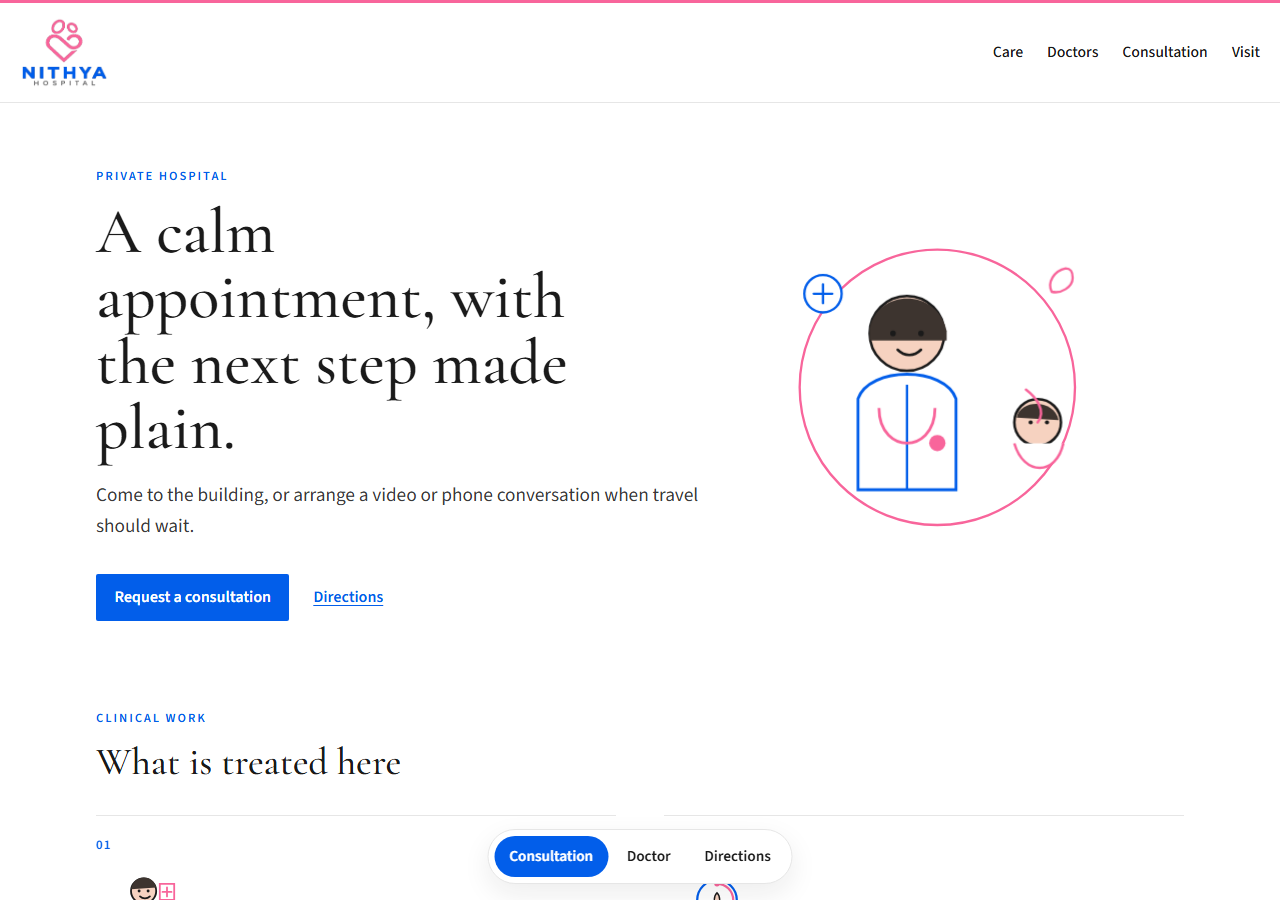 NITHYA
HOSPITAL
Care
Doctors
Consultation
Visit
PRIVATE HOSPITAL
A calm
appointment, with
the next step made
plain.
Come to the building, or arrange a video or phone conversation when travel
should wait.
Request a consultation
Directions
CLINICAL WORK
What is treated here
01
Consultation
Doctor
Directions